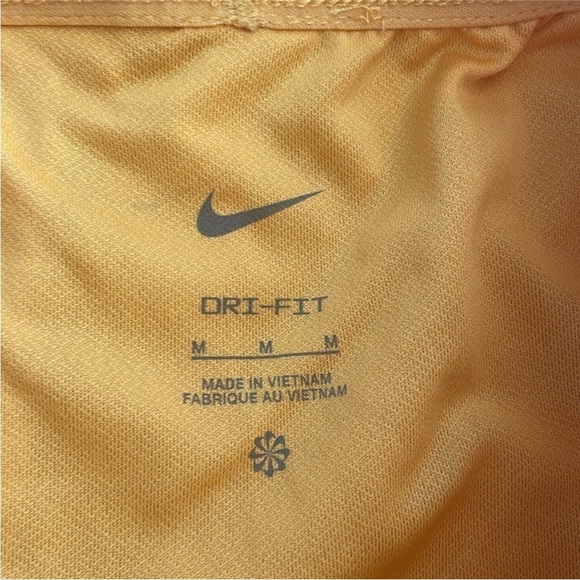 DRI-FIT
M M M
MADE IN VIETNAM
FABRIQUE AU VIETNAM